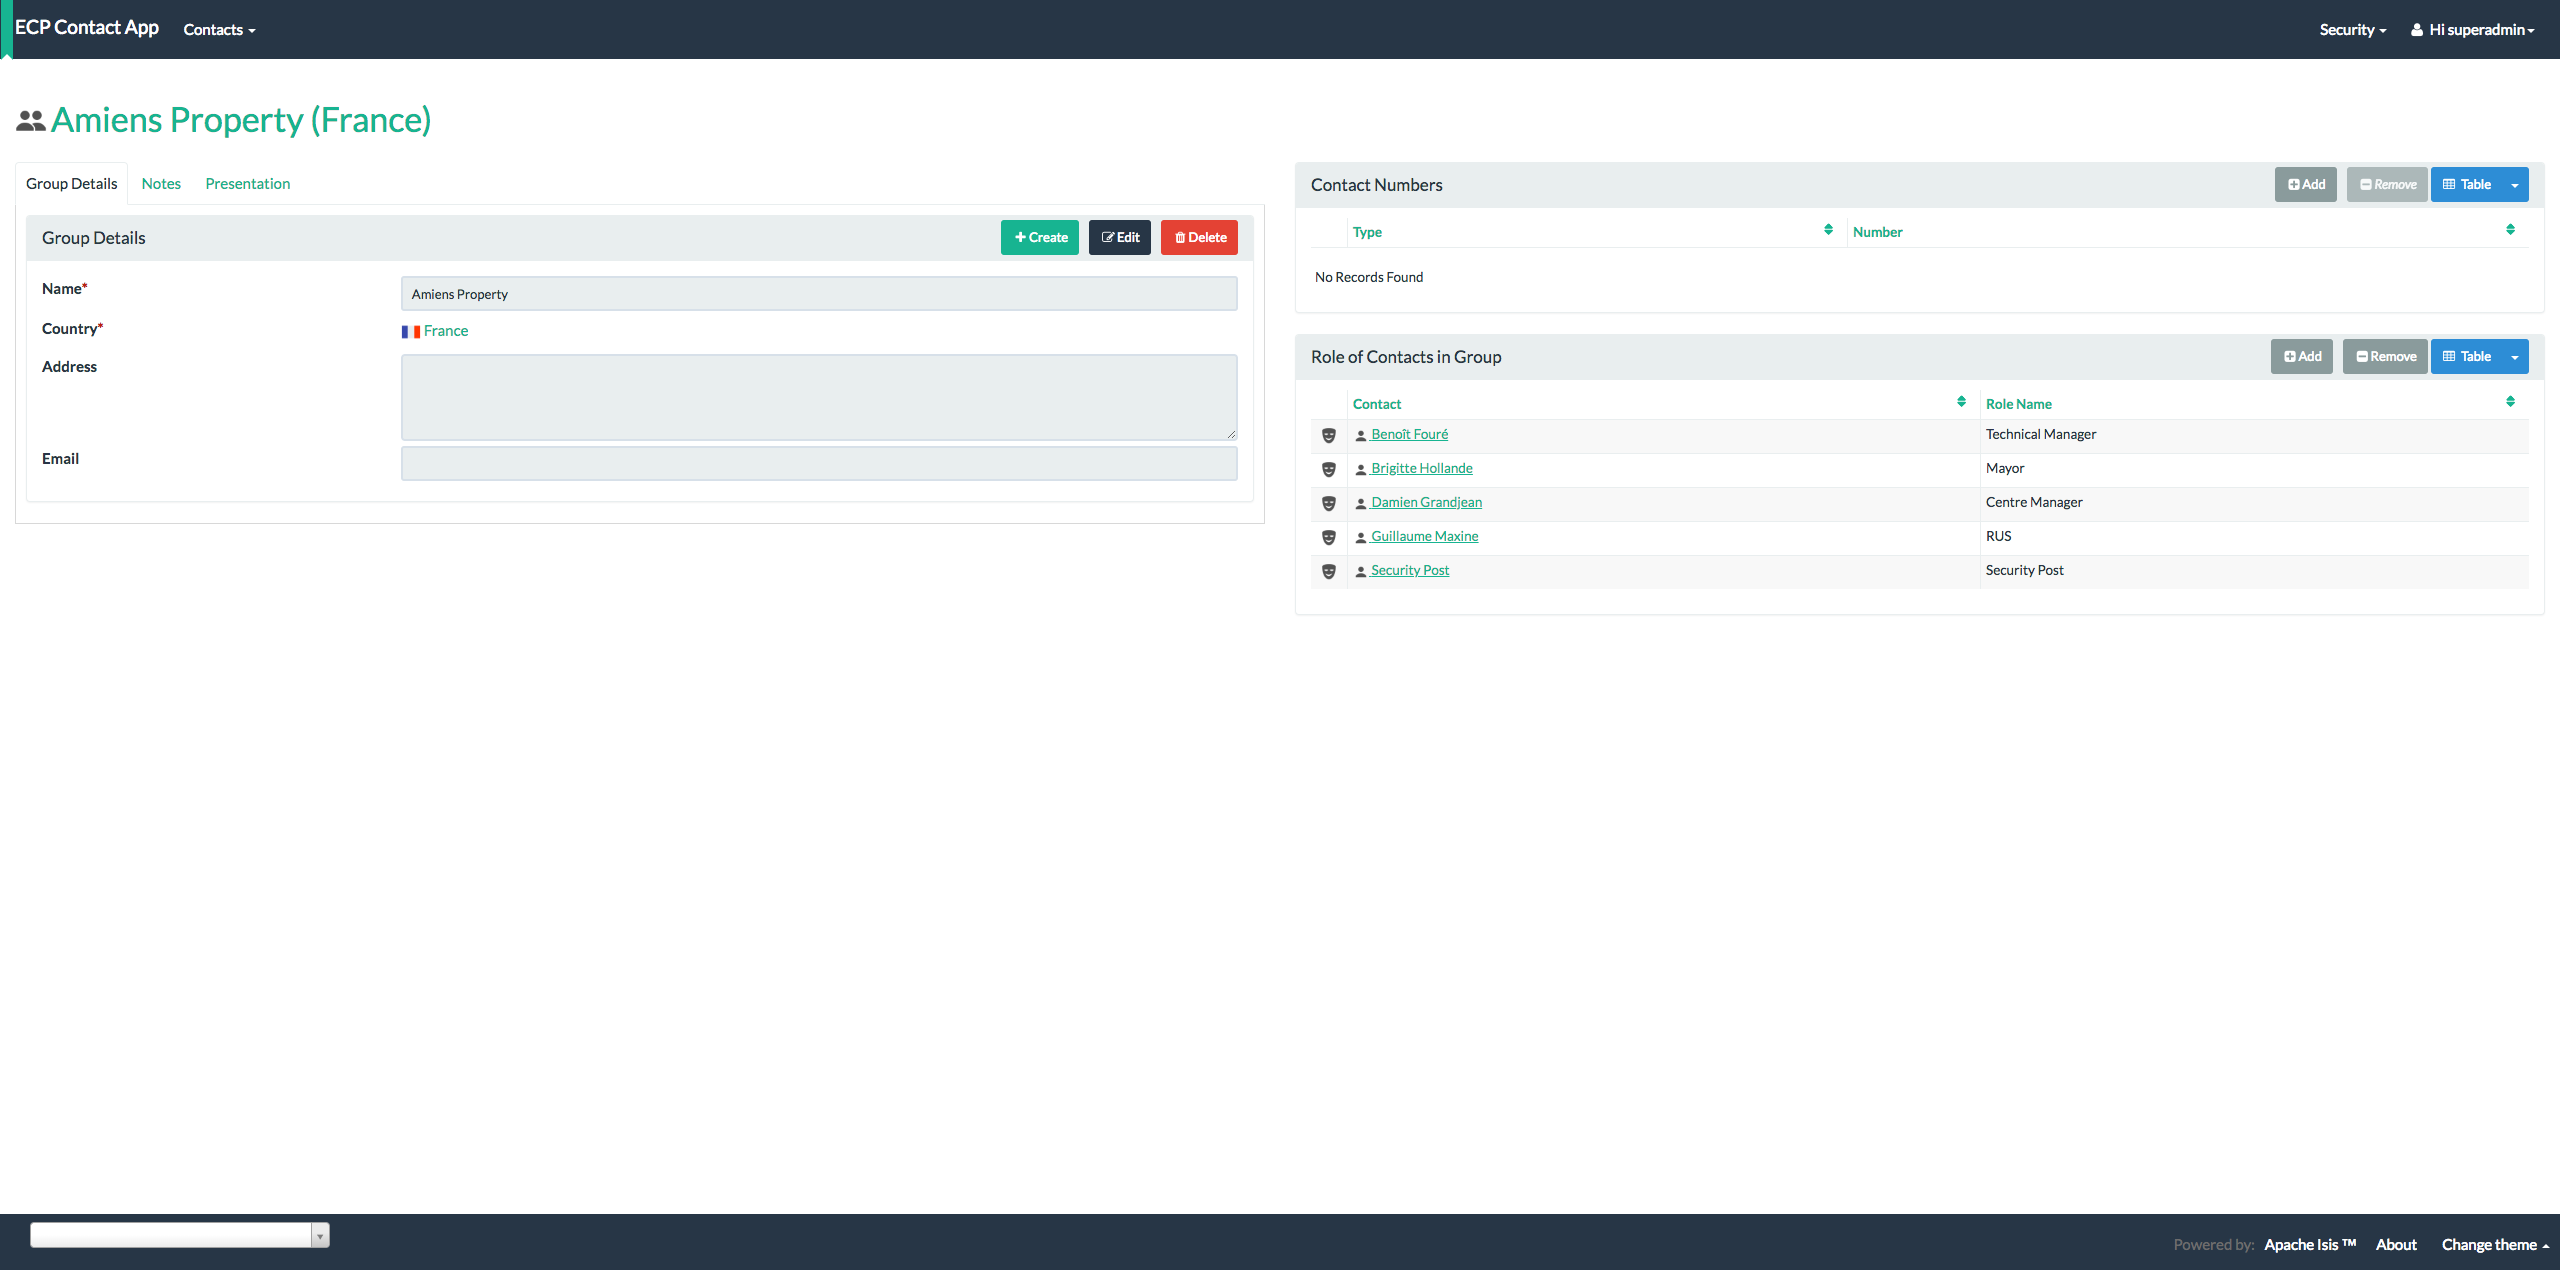 ECP Contact App Contacts Security Hi superadmin
Amiens Property (France)
Group Details Notes Presentation
Group Details Create Edit Delete
Name* Amiens Property
Country* France
Address
Email
Contact Numbers Add Remove Table
Type Number
No Records Found
Role of Contacts in Group Add Remove Table
Contact Role Name
Benoît Fouré Technical Manager
Brigitte Hollande Mayor
Damien Grandjean Centre Manager
Guillaume Maxine RUS
Security Post Security Post
Powered by: Apache Isis ™ About Change theme